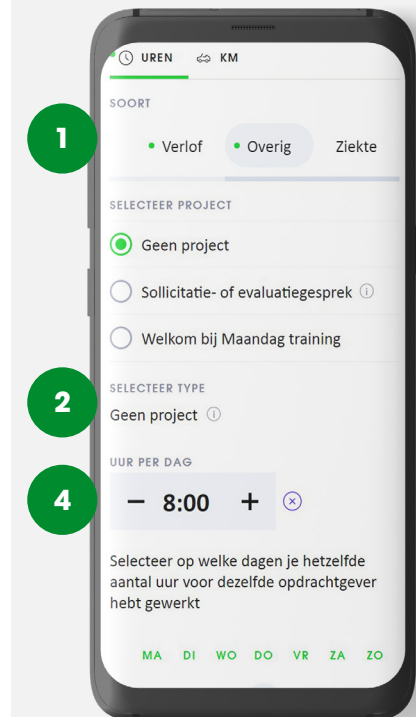 UREN KM
SOORT
1
Verlof Overig Ziekte
SELECTEER PROJECT
Geen project
Sollicitatie- of evaluatiegesprek
Welkom bij Maandag training
SELECTEER TYPE
2
Geen project
UUR PER DAG
4
− 8:00 +
Selecteer op welke dagen je hetzelfde
aantal uur voor dezelfde opdrachtgever
hebt gewerkt
MA DI WO DO VR ZA ZO